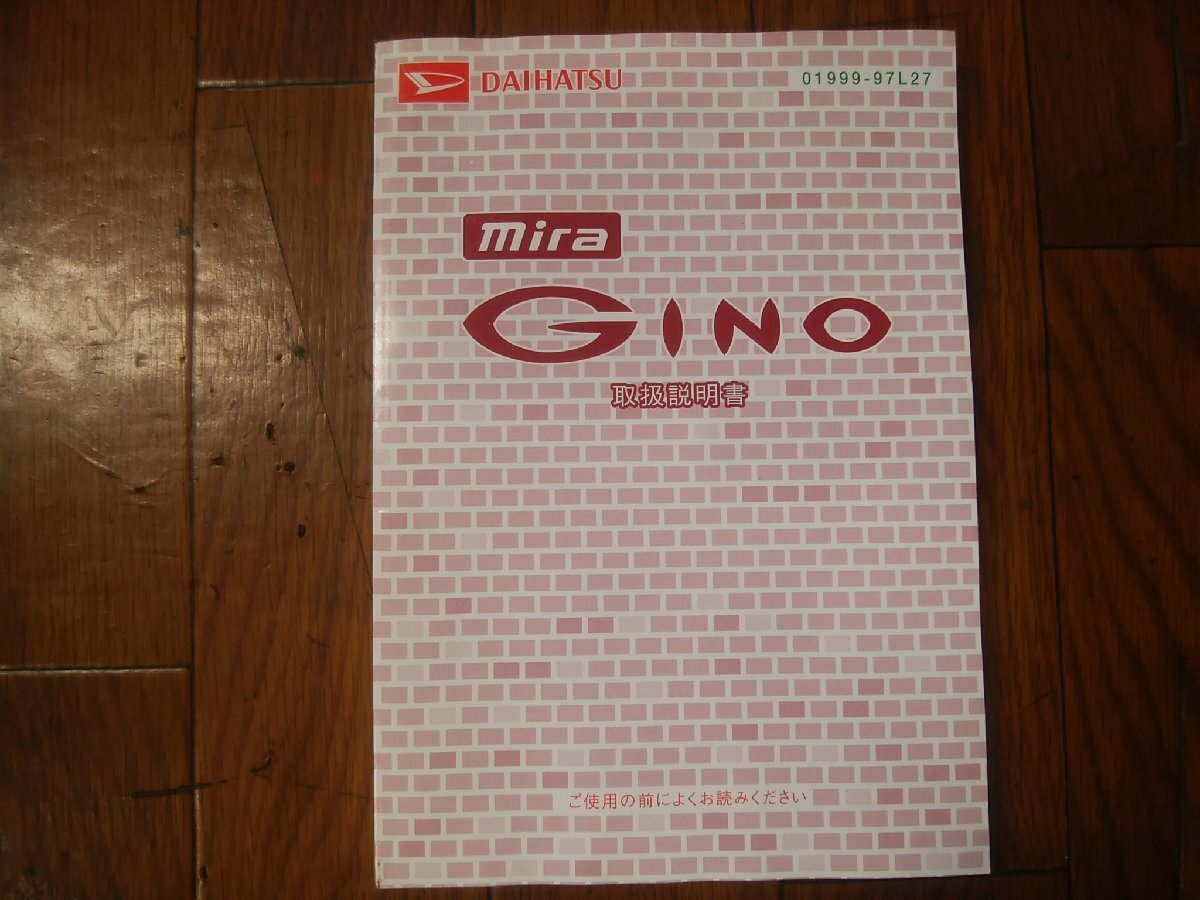 DAIHATSU
01999-97L27
mira
GINO
取扱説明書
ご使用の前によくお読みください